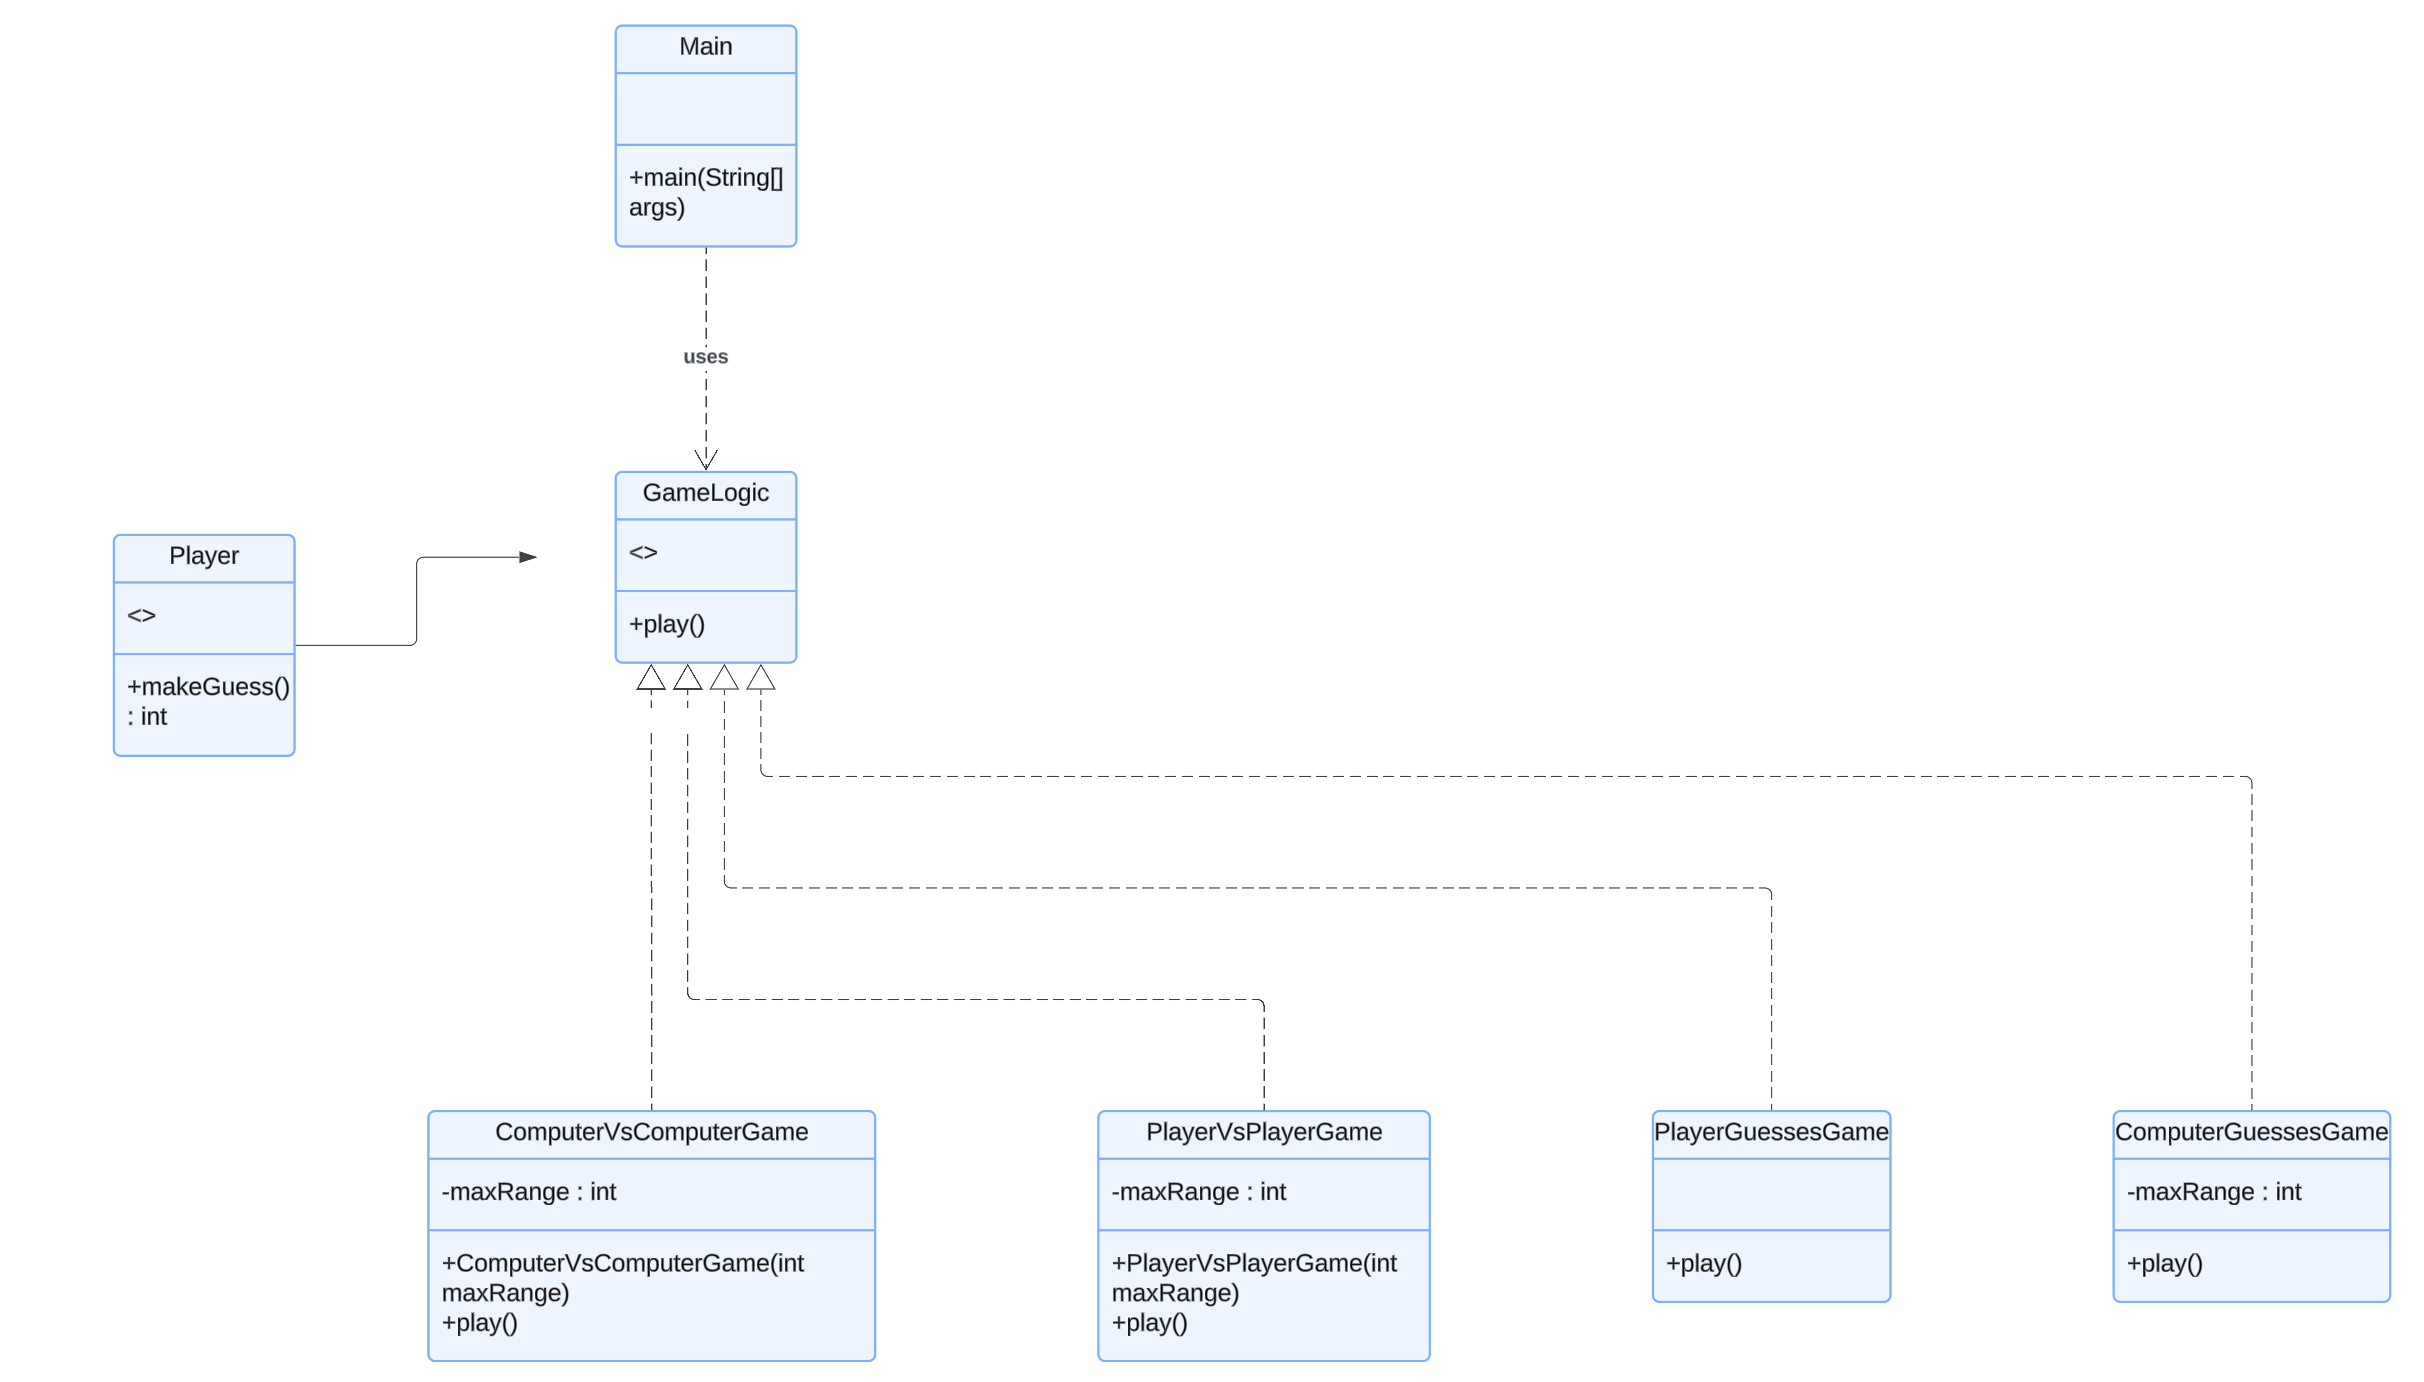 Main
+main(String[]
args)
uses
GameLogic
<>
+play()
Player
<>
+makeGuess()
: int
ComputerVsComputerGame
-maxRange : int
+ComputerVsComputerGame(int
maxRange)
+play()
PlayerVsPlayerGame
-maxRange : int
+PlayerVsPlayerGame(int
maxRange)
+play()
PlayerGuessesGame
+play()
ComputerGuessesGame
-maxRange : int
+play()